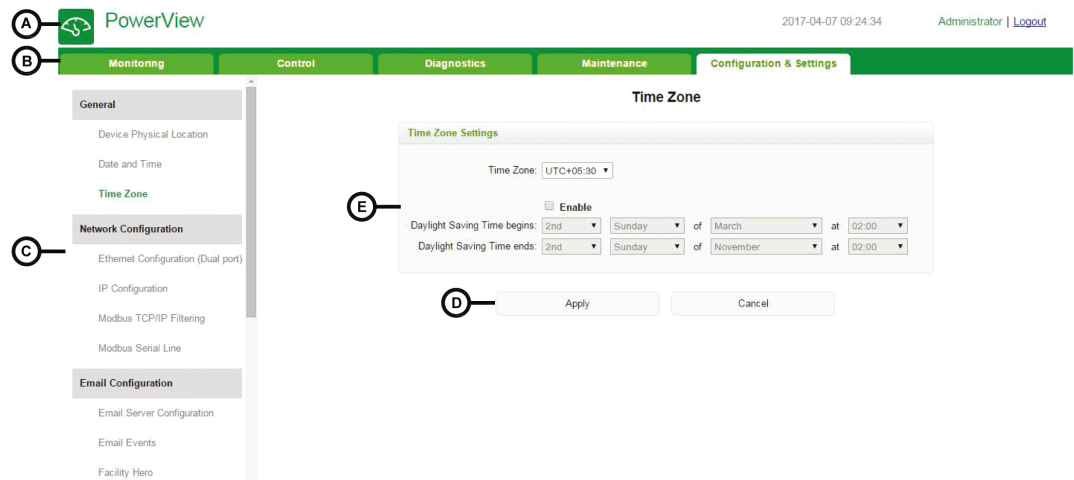 A PowerView 2017-04-07 09:24:34 Administrator | Logout
B Monitoring Control Diagnostics Maintenance Configuration & Settings
General
Device Physical Location
Date and Time
Time Zone
Network Configuration
C
Ethernet Configuration (Dual port)
IP Configuration
Modbus TCP/IP Filtering
Modbus Serial Line
Email Configuration
Email Server Configuration
Email Events
Facility Hero
Time Zone
Time Zone Settings
Time Zone: UTC+05:30
E Enable
Daylight Saving Time begins: 2nd Sunday of March at 02:00
Daylight Saving Time ends: 2nd Sunday of November at 02:00
D Apply Cancel